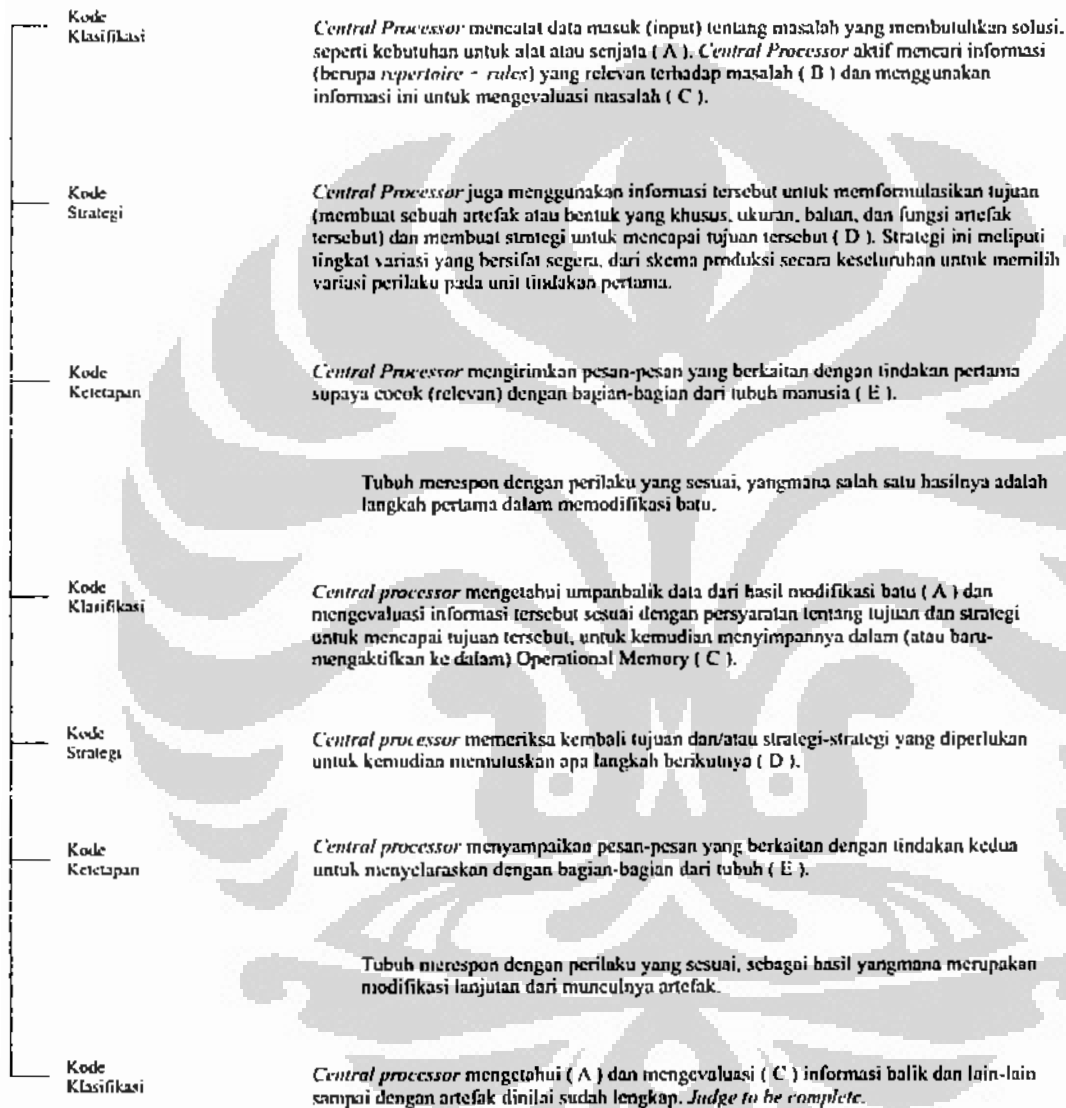 Kode
Klasifikasi
Central Processor mencatat data masuk (input) tentang masalah yang membutuhkan solusi.
seperti kebutuhan untuk alat atau senjata ( A ). Central Processor aktif mencari informasi
(berupa repertoire - rules) yang relevan terhadap masalah ( B ) dan menggunakan
informasi ini untuk mengevaluasi masalah ( C ).
Kode
Strategi
Central Processor juga menggunakan informasi tersebut untuk memformulasikan tujuan
(membuat sebuah artefak atau bentuk yang khusus, ukuran, bahan, dan fungsi artefak
tersebut) dan membuat strategi untuk mencapai tujuan tersebut ( D ). Strategi ini meliputi
tingkat variasi yang bersifat segera, dari skema produksi secara keseluruhan untuk memilih
variasi perilaku pada unit tindakan pertama.
Kode
Ketetapan
Central Processor mengirimkan pesan-pesan yang berkaitan dengan tindakan pertama
supaya cocok (relevan) dengan bagian-bagian dari tubuh manusia ( E ).
Tubuh merespon dengan perilaku yang sesuai, yangmana salah satu hasilnya adalah
langkah pertama dalam memodifikasi batu.
Kode
Klarifikasi
Central processor mengetahui umpanbalik data dari hasil modifikasi batu ( A ) dan
mengevaluasi informasi tersebut sesuai dengan persyaratan tentang tujuan dan strategi
untuk mencapai tujuan tersebut, untuk kemudian menyimpannya dalam (atau baru-
mengaktifkan ke dalam) Operational Memory ( C ).
Kode
Strategi
Central processor memeriksa kembali tujuan dan/atau strategi-strategi yang diperlukan
untuk kemudian memutuskan apa langkah berikutnya ( D ).
Kode
Ketetapan
Central processor menyampaikan pesan-pesan yang berkaitan dengan tindakan kedua
untuk menyelaraskan dengan bagian-bagian dari tubuh ( E ).
Tubuh merespon dengan perilaku yang sesuai, sebagai hasil yangmana merupakan
modifikasi lanjutan dari munculnya artefak.
Kode
Klasifikasi
Central processor mengetahui ( A ) dan mengevaluasi ( C ) informasi balik dan lain-lain
sampai dengan artefak dinilai sudah lengkap. Judge to be complete.